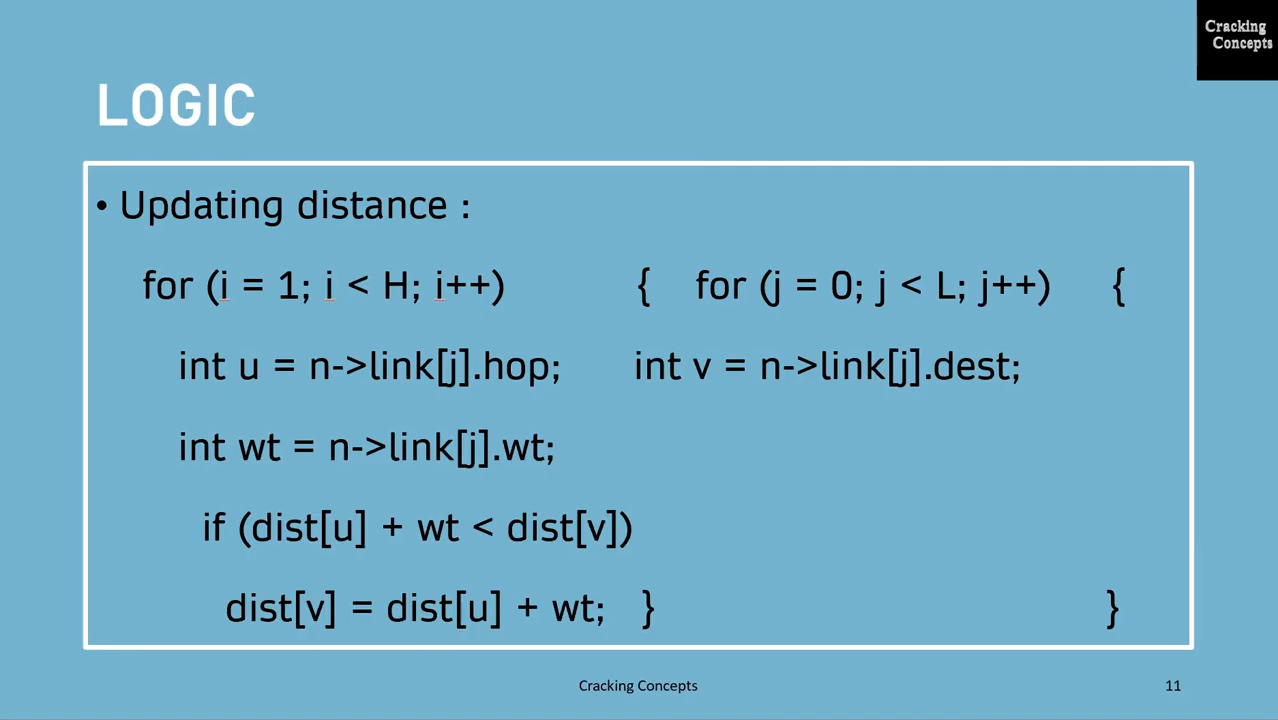 Cracking
Concepts
LOGIC
• Updating distance :
for (i = 1; i < H; i++) { for (j = 0; j < L; j++) {
int u = n->link[j].hop; int v = n->link[j].dest;
int wt = n->link[j].wt;
if (dist[u] + wt < dist[v])
dist[v] = dist[u] + wt; } }
Cracking Concepts 11